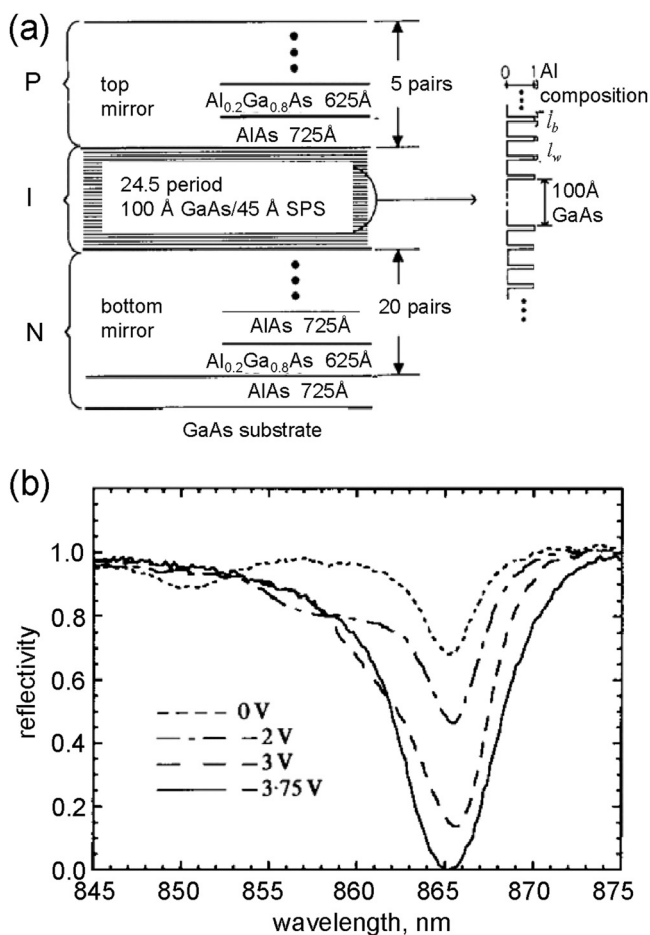 (a)
P
top
mirror
Al0.2Ga0.8As 625Å
AlAs 725Å
5 pairs
I
24.5 period
100 Å GaAs/45 Å SPS
0 1 Al
composition
lb
lw
100Å
GaAs
N
bottom
mirror
AlAs 725Å
Al0.2Ga0.8As 625Å
AlAs 725Å
20 pairs
GaAs substrate
(b)
reflectivity
1.0
0.8
0.6
0.4
0.2
0.0
0 V
−2 V
−3 V
−3·75 V
845 850 855 860 865 870 875
wavelength, nm